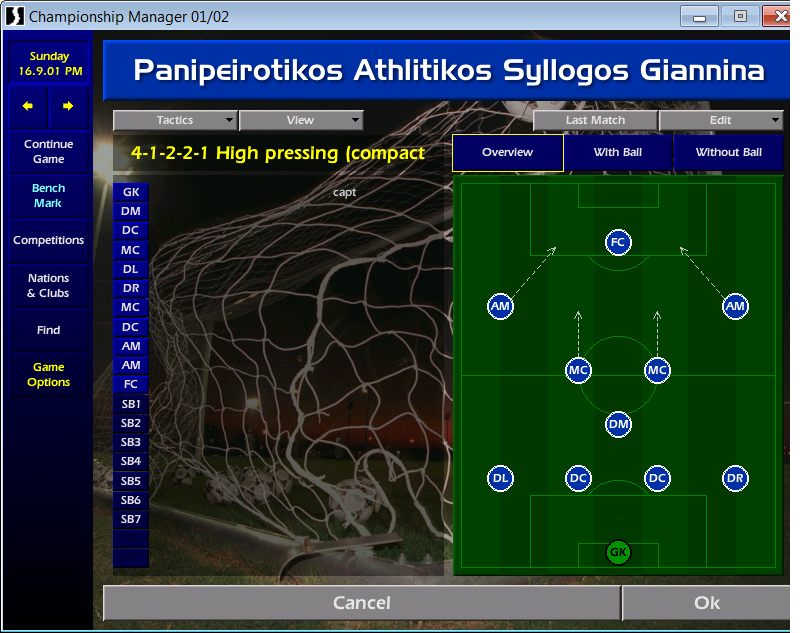 Championship Manager 01/02
Sunday
16.9.01 PM
Panipeirotikos Athlitikos Syllogos Giannina
Tactics
View
Last Match
Edit
Continue
Game
Bench
Mark
Competitions
Nations
& Clubs
Find
Game
Options
4-1-2-2-1 High pressing (compact
Overview
With Ball
Without Ball
GK
capt
DM
DC
MC
DL
DR
MC
DC
AM
AM
FC
SB1
SB2
SB3
SB4
SB5
SB6
SB7
FC
AM
AM
MC
MC
DM
DL
DC
DC
DR
GK
Cancel
Ok